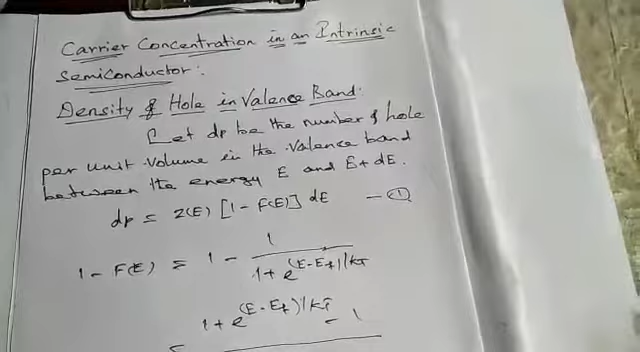 Carrier Concentration in an Intrinsic
Semiconductor:
Density of Hole in Valence Band:
Let dp be the number of hole
per unit volume in the valence band
between the energy E and E+dE.
dp = Z(E) [1 - F(E)] dE — ①
1 - F(E) = 1 - 1 / 1 + e^(E-Ef)/kT
= 1 + e^(E-Ef)/kT - 1